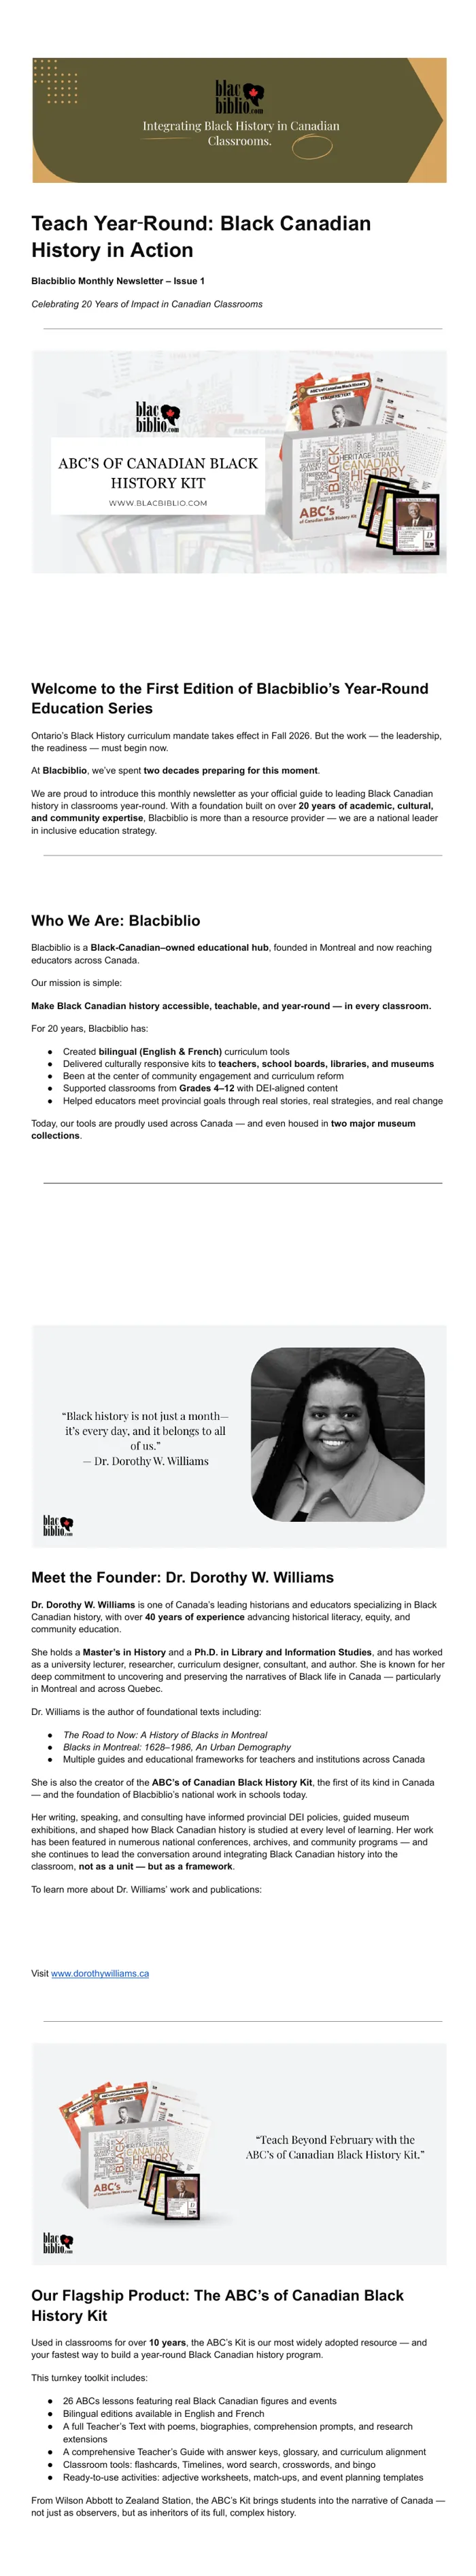 blac
biblio.com
Integrating Black History in Canadian
Classrooms.
Teach Year-Round: Black Canadian
History in Action
Blacbiblio Monthly Newsletter – Issue 1
Celebrating 20 Years of Impact in Canadian Classrooms
blac
biblio.com
ABC'S OF CANADIAN BLACK
HISTORY KIT
WWW.BLACBIBLIO.COM
ABC's of Canadian Black History
HERITAGE TRADE
BLACK
CANADIAN
HISTORY
ABC's
of Canadian Black History Kit
D
Welcome to the First Edition of Blacbiblio's Year-Round
Education Series
Ontario's Black History curriculum mandate takes effect in Fall 2026. But the work — the leadership,
the readiness — must begin now.
At Blacbiblio, we've spent two decades preparing for this moment.
We are proud to introduce this monthly newsletter as your official guide to leading Black Canadian
history in classrooms year-round. With a foundation built on over 20 years of academic, cultural,
and community expertise, Blacbiblio is more than a resource provider — we are a national leader
in inclusive education strategy.
Who We Are: Blacbiblio
Blacbiblio is a Black-Canadian–owned educational hub, founded in Montreal and now reaching
educators across Canada.
Our mission is simple:
Make Black Canadian history accessible, teachable, and year-round — in every classroom.
For 20 years, Blacbiblio has:
● Created bilingual (English & French) curriculum tools
● Delivered culturally responsive kits to teachers, school boards, libraries, and museums
● Been at the center of community engagement and curriculum reform
● Supported classrooms from Grades 4–12 with DEI-aligned content
● Helped educators meet provincial goals through real stories, real strategies, and real change
Today, our tools are proudly used across Canada — and even housed in two major museum
collections.
“Black history is not just a month—
it's every day, and it belongs to all
of us.”
— Dr. Dorothy W. Williams
blac
biblio.com
Meet the Founder: Dr. Dorothy W. Williams
Dr. Dorothy W. Williams is one of Canada's leading historians and educators specializing in Black
Canadian history, with over 40 years of experience advancing historical literacy, equity, and
community education.
She holds a Master's in History and a Ph.D. in Library and Information Studies, and has worked
as a university lecturer, researcher, curriculum designer, consultant, and author. She is known for her
deep commitment to uncovering and preserving the narratives of Black life in Canada — particularly
in Montreal and across Quebec.
Dr. Williams is the author of foundational texts including:
● The Road to Now: A History of Blacks in Montreal
● Blacks in Montreal: 1628–1986, An Urban Demography
● Multiple guides and educational frameworks for teachers and institutions across Canada
She is also the creator of the ABC's of Canadian Black History Kit, the first of its kind in Canada
— and the foundation of Blacbiblio's national work in schools today.
Her writing, speaking, and consulting have informed provincial DEI policies, guided museum
exhibitions, and shaped how Black Canadian history is studied at every level of learning. Her work
has been featured in numerous national conferences, archives, and community programs — and
she continues to lead the conversation around integrating Black Canadian history into the
classroom, not as a unit — but as a framework.
To learn more about Dr. Williams' work and publications:
Visit www.dorothywilliams.ca
BLACK
CANADIAN
HISTORY
ABC's
of Canadian Black History Kit
“Teach Beyond February with the
ABC's of Canadian Black History Kit.”
blac
biblio.com
Our Flagship Product: The ABC's of Canadian Black
History Kit
Used in classrooms for over 10 years, the ABC's Kit is our most widely adopted resource — and
your fastest way to build a year-round Black Canadian history program.
This turnkey toolkit includes:
● 26 ABCs lessons featuring real Black Canadian figures and events
● Bilingual editions available in English and French
● A full Teacher's Text with poems, biographies, comprehension prompts, and research
extensions
● A comprehensive Teacher's Guide with answer keys, glossary, and curriculum alignment
● Classroom tools: flashcards, Timelines, word search, crosswords, and bingo
● Ready-to-use activities: adjective worksheets, match-ups, and event planning templates
From Wilson Abbott to Zealand Station, the ABC's Kit brings students into the narrative of Canada —
not just as observers, but as inheritors of its full, complex history.